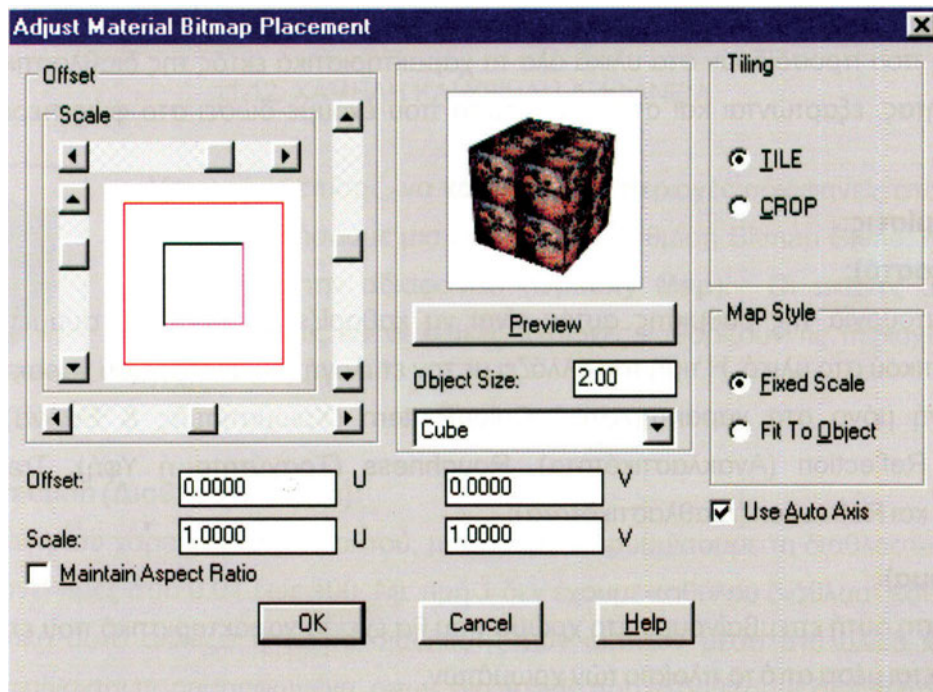 Adjust Material Bitmap Placement
Offset
Scale
Preview
Object Size: 2.00
Cube
Tiling
TILE
CROP
Map Style
Fixed Scale
Fit To Object
Use Auto Axis
Offset: 0.0000 U 0.0000 V
Scale: 1.0000 U 1.0000 V
Maintain Aspect Ratio
OK Cancel Help